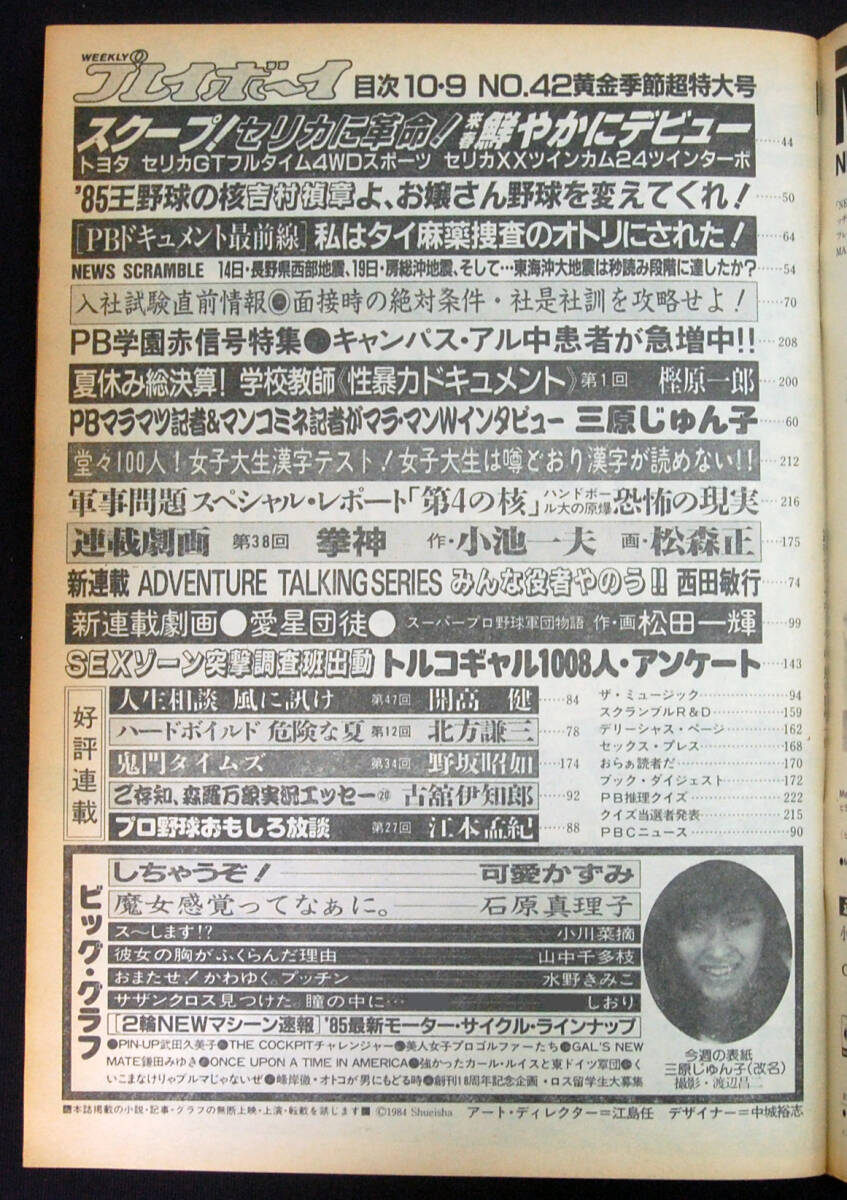 WEEKLY プレイボーイ 目次10・9 NO.42黄金季節超特大号
スクープ!セリカに革命!来春鮮やかにデビュー
トヨタ セリカGTフルタイム4WDスポーツ セリカXXツインカム24ツインターボ ……44
'85王野球の核吉村禎章よ、お嬢さん野球を変えてくれ! ……50
[PBドキュメント最前線]私はタイ麻薬捜査のオトリにされた! ……64
NEWS SCRAMBLE 14日・長野県西部地震、19日・房総沖地震、そして…東海沖大地震は秒読み段階に達したか? ……54
入社試験直前情報●面接時の絶対条件・社是社訓を攻略せよ! ……70
PB学園赤信号特集●キャンパス・アル中患者が急増中!! ……208
夏休み総決算! 学校教師《性暴力ドキュメント》第1回 樫原一郎 ……200
PBマラマツ記者&マンコミネ記者がマラ・マンWインタビュー 三原じゅん子 ……60
堂々100人!女子大生漢字テスト!女子大生は噂どおり漢字が読めない!! ……212
軍事問題 スペシャル・レポート「第4の核」ハンドボール大の原爆 恐怖の現実 ……216
連載劇画 第38回 拳神 作・小池一夫 画・松森正 ……175
新連載 ADVENTURE TALKING SERIES みんな役者やのう!! 西田敏行 ……74
新連載劇画●愛星団徒● スーパープロ野球軍団物語 作・画 松田一輝 ……99
SEXゾーン突撃調査班出動 トルコギャル1008人・アンケート ……143
好評連載
人生相談 風に訊け 第47回 開高 健 ……84
ハードボイルド 危険な夏 第12回 北方謙三 ……78
鬼門タイムズ 第34回 野坂昭如 ……174
ご存知、森羅万象実況エッセー⑳ 古舘伊知郎 ……92
プロ野球おもしろ放談 第27回 江本孟紀 ……88
ザ・ミュージック ……94
スクランブルR&D ……159
デリーシャス・ページ ……162
セックス・プレス ……168
おらぁ読者だ ……170
ブック・ダイジェスト ……172
PB推理クイズ ……222
クイズ当選者発表 ……215
PBCニュース ……90
ビッグ・グラフ
しちゃうぞ! 可愛かずみ
魔女感覚ってなぁに。 石原真理子
ス〜します!? 小川菜摘
彼女の胸がふくらんだ理由 山中千多枝
おまたせ!かわゆく。プッチン 水野きみこ
サザンクロス見つけた。瞳の中に… しおり
[2輪NEWマシーン速報]'85最新モーター・サイクル・ラインナップ
●PIN-UP武田久美子●THE COCKPITチャレンジャー●美人女子プロゴルファーたち●GAL'S NEW
MATE鎌田みゆき●ONCE UPON A TIME IN AMERICA●強かったカール・ルイスと東ドイツ軍団●く
いこまなけりゃブルマじゃないぜ●峰岸徹・オトコが男にもどる時●創刊18周年記念企画・ロス留学生大募集
今週の表紙
三原じゅん子(改名)
撮影・渡辺昌二
■本誌掲載の小説・記事・グラフの無断上映・上演・転載を禁じます■ ©1984 Shueisha アート・ディレクター=江島任 デザイナー=中城裕志